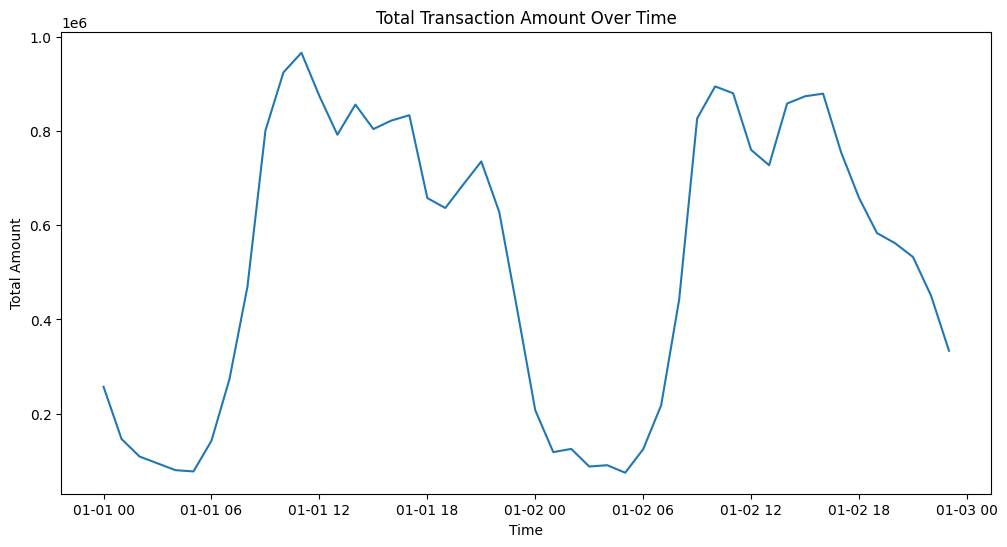 Total Transaction Amount Over Time
1e6
1.0
0.8
0.6
0.4
0.2
Total Amount
01-01 00 01-01 06 01-01 12 01-01 18 01-02 00 01-02 06 01-02 12 01-02 18 01-03 00
Time